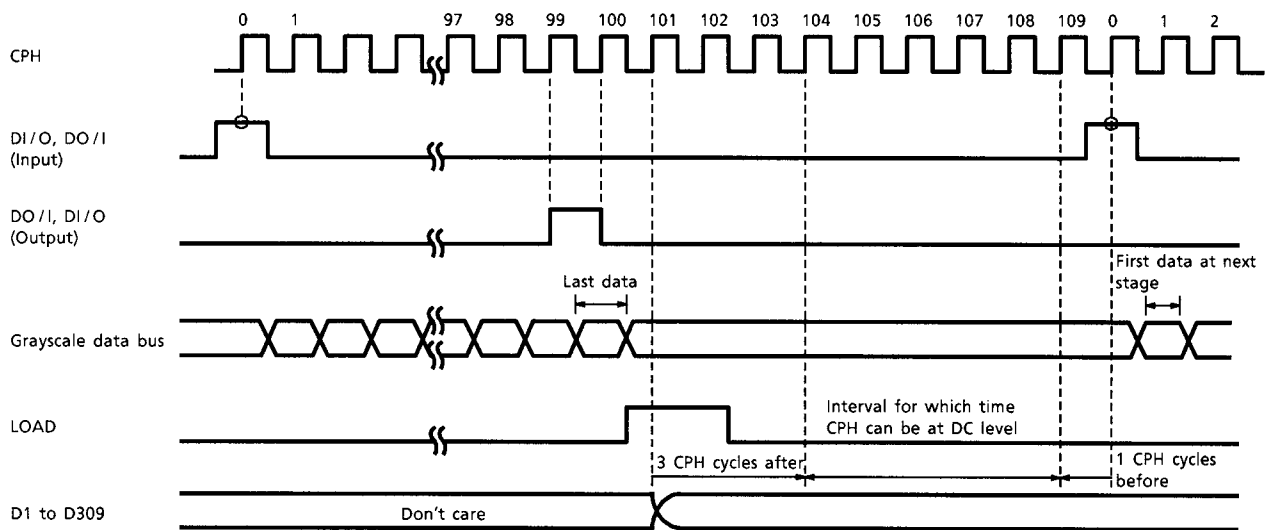 0 1 97 98 99 100 101 102 103 104 105 106 107 108 109 0 1 2
CPH
DI/O, DO/I
(Input)
DO/I, DI/O
(Output)
First data at next
stage
Last data
Grayscale data bus
LOAD
Interval for which time
CPH can be at DC level
3 CPH cycles after
1 CPH cycles
before
D1 to D309
Don't care